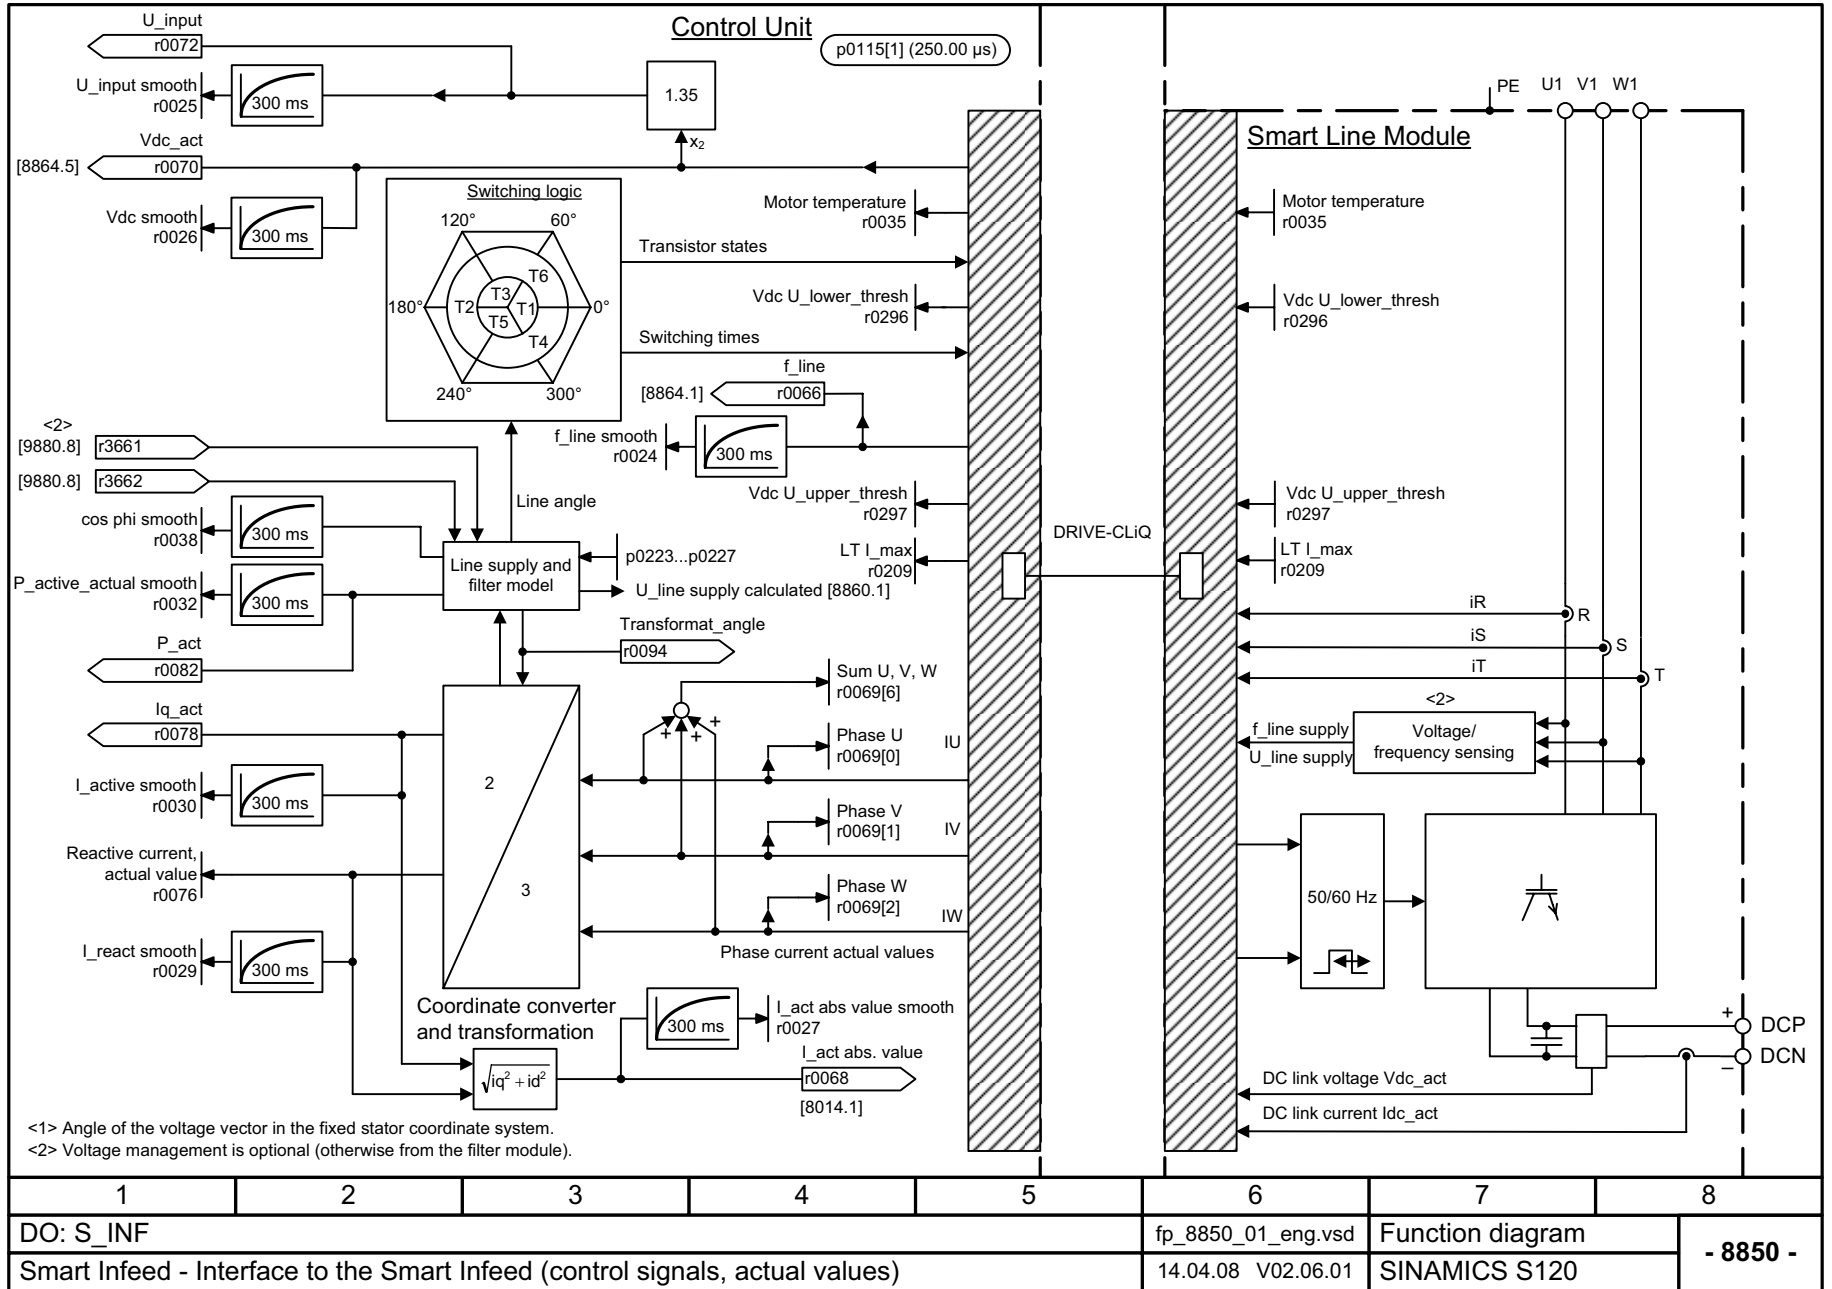 Control Unit
p0115[1] (250.00 µs)
U_input
r0072
U_input smooth
r0025
300 ms
1.35
x2
Vdc_act
[8864.5]
r0070
Vdc smooth
r0026
300 ms
Switching logic
120°
60°
180°
0°
240°
300°
T6
T3
T2
T1
T5
T4
Transistor states
Switching times
Motor temperature
r0035
Vdc U_lower_thresh
r0296
f_line
[8864.1]
r0066
f_line smooth
r0024
300 ms
Vdc U_upper_thresh
r0297
LT I_max
r0209
<2>
[9880.8]
r3661
[9880.8]
r3662
Line angle
cos phi smooth
r0038
300 ms
Line supply and
filter model
p0223...p0227
U_line supply calculated [8860.1]
P_active_actual smooth
r0032
300 ms
P_act
r0082
Transformat_angle
r0094
Sum U, V, W
r0069[6]
+
+
+
Iq_act
r0078
Phase U
r0069[0]
IU
I_active smooth
r0030
300 ms
2
3
Phase V
r0069[1]
IV
Reactive current,
actual value
r0076
Phase W
r0069[2]
IW
Phase current actual values
I_react smooth
r0029
300 ms
Coordinate converter
and transformation
300 ms
I_act abs value smooth
r0027
√iq² + id²
I_act abs. value
r0068
[8014.1]
<1> Angle of the voltage vector in the fixed stator coordinate system.
<2> Voltage management is optional (otherwise from the filter module).
DRIVE-CLiQ
PE
U1 V1 W1
Smart Line Module
Motor temperature
r0035
Vdc U_lower_thresh
r0296
Vdc U_upper_thresh
r0297
LT I_max
r0209
iR
R
iS
S
iT
T
<2>
f_line supply
U_line supply
Voltage/
frequency sensing
50/60 Hz
+
DCP
DCN
–
DC link voltage Vdc_act
DC link current Idc_act
1 2 3 4 5 6 7 8
DO: S_INF
fp_8850_01_eng.vsd
Function diagram
- 8850 -
Smart Infeed - Interface to the Smart Infeed (control signals, actual values)
14.04.08 V02.06.01
SINAMICS S120